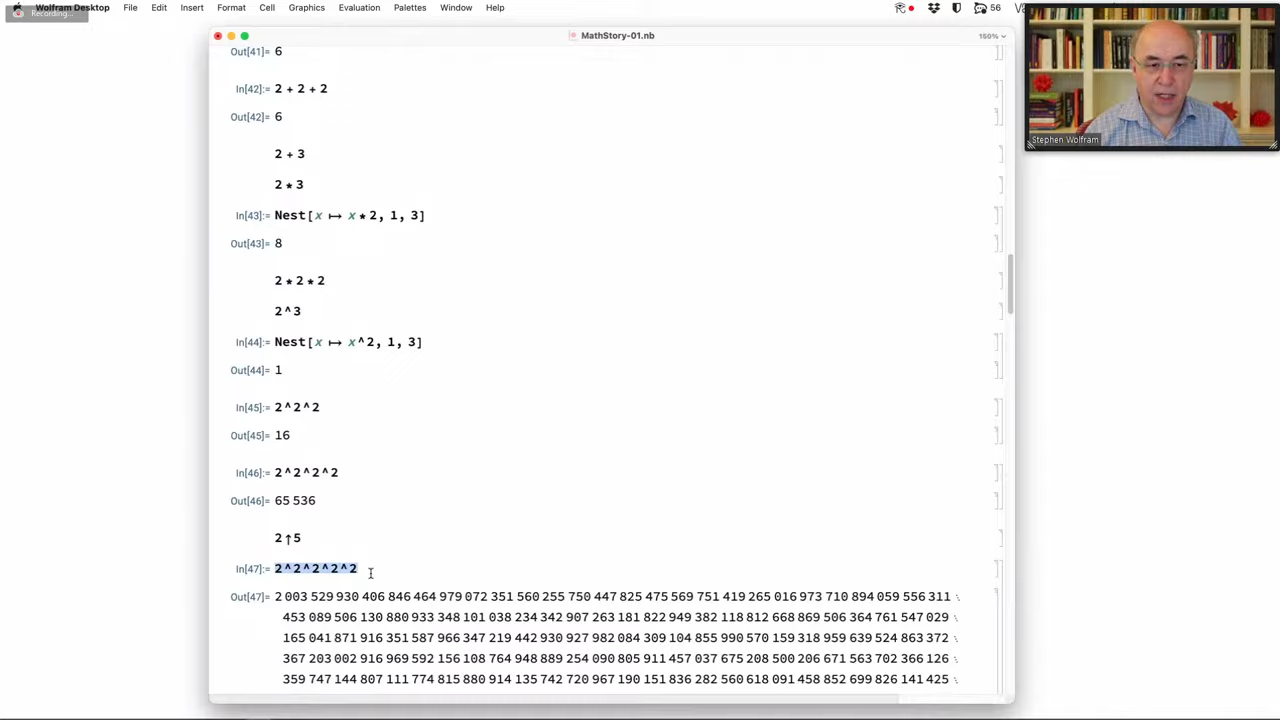 Wolfram Desktop File Edit Insert Format Cell Graphics Evaluation Palettes Window Help 56
Recording...
MathStory-01.nb
150%
Stephen Wolfram
Out[41]= 6
In[42]:= 2 + 2 + 2
Out[42]= 6
2 + 3
2 * 3
In[43]:= Nest[x ↦ x * 2, 1, 3]
Out[43]= 8
2 * 2 * 2
2^3
In[44]:= Nest[x ↦ x^2, 1, 3]
Out[44]= 1
In[45]:= 2^2^2
Out[45]= 16
In[46]:= 2^2^2^2
Out[46]= 65 536
2↑5
In[47]:= 2^2^2^2^2
Out[47]= 2 003 529 930 406 846 464 979 072 351 560 255 750 447 825 475 569 751 419 265 016 973 710 894 059 556 311
453 089 506 130 880 933 348 101 038 234 342 907 263 181 822 949 382 118 812 668 869 506 364 761 547 029
165 041 871 916 351 587 966 347 219 442 930 927 982 084 309 104 855 990 570 159 318 959 639 524 863 372
367 203 002 916 969 592 156 108 764 948 889 254 090 805 911 457 037 675 208 500 206 671 563 702 366 126
359 747 144 807 111 774 815 880 914 135 742 720 967 190 151 836 282 560 618 091 458 852 699 826 141 425